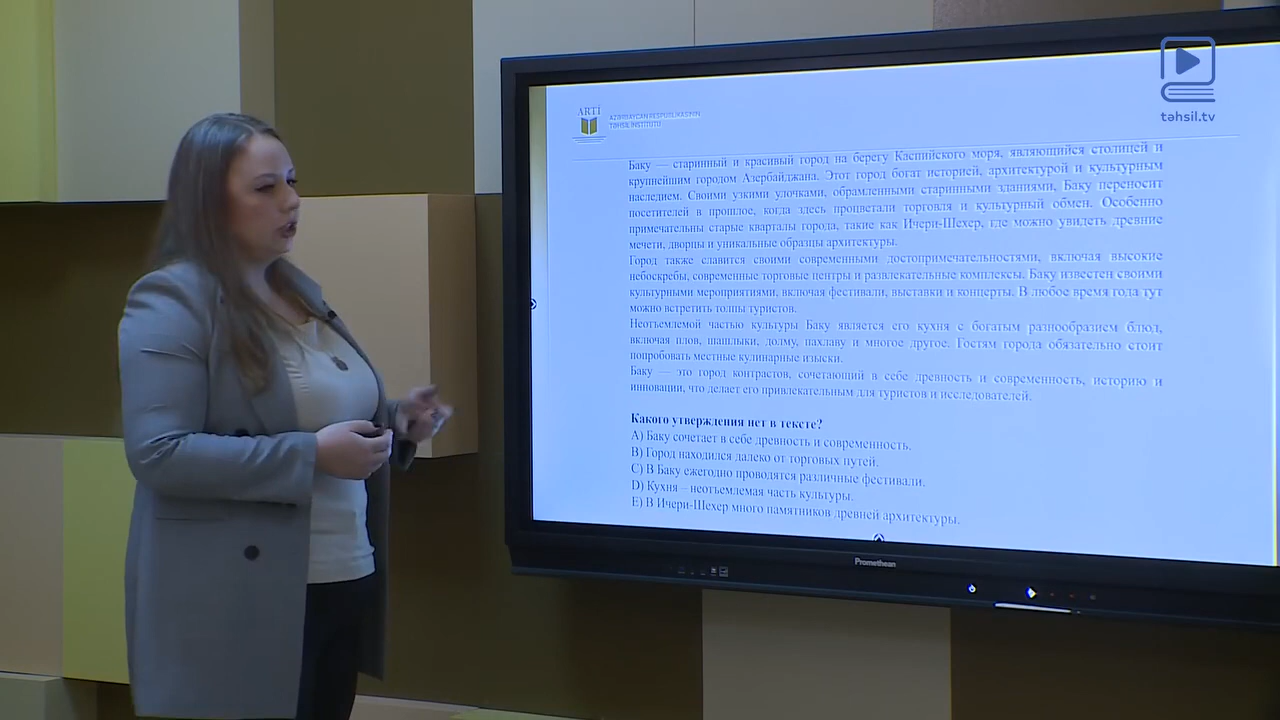 təhsil.tv
ARTİ
AZƏRBAYCAN RESPUBLİKASININ
TƏHSİL İNSTİTUTU
Баку — старинный и красивый город на берегу Каспийского моря, являющийся столицей и
крупнейшим городом Азербайджана. Этот город богат историей, архитектурой и культурным
наследием. Своими узкими улочками, обрамленными старинными зданиями, Баку переносит
посетителей в прошлое, когда здесь процветали торговля и культурный обмен. Особенно
примечательны старые кварталы города, такие как Ичери-Шехер, где можно увидеть древние
мечети, дворцы и уникальные образцы архитектуры.
Город также славится своими современными достопримечательностями, включая высокие
небоскребы, современные торговые центры и развлекательные комплексы. Баку известен своими
культурными мероприятиями, включая фестивали, выставки и концерты. В любое время года тут
можно встретить толпы туристов.
Неотъемлемой частью культуры Баку является его кухня с богатым разнообразием блюд,
включая плов, шашлыки, долму, пахлаву и многое другое. Гостям города обязательно стоит
попробовать местные кулинарные изыски.
Баку — это город контрастов, сочетающий в себе древность и современность, историю и
инновации, что делает его привлекательным для туристов и исследователей.
Какого утверждения нет в тексте?
A) Баку сочетает в себе древность и современность.
B) Город находился далеко от торговых путей.
C) В Баку ежегодно проводятся различные фестивали.
D) Кухня – неотъемлемая часть культуры.
E) В Ичери-Шехер много памятников древней архитектуры.
Promethean